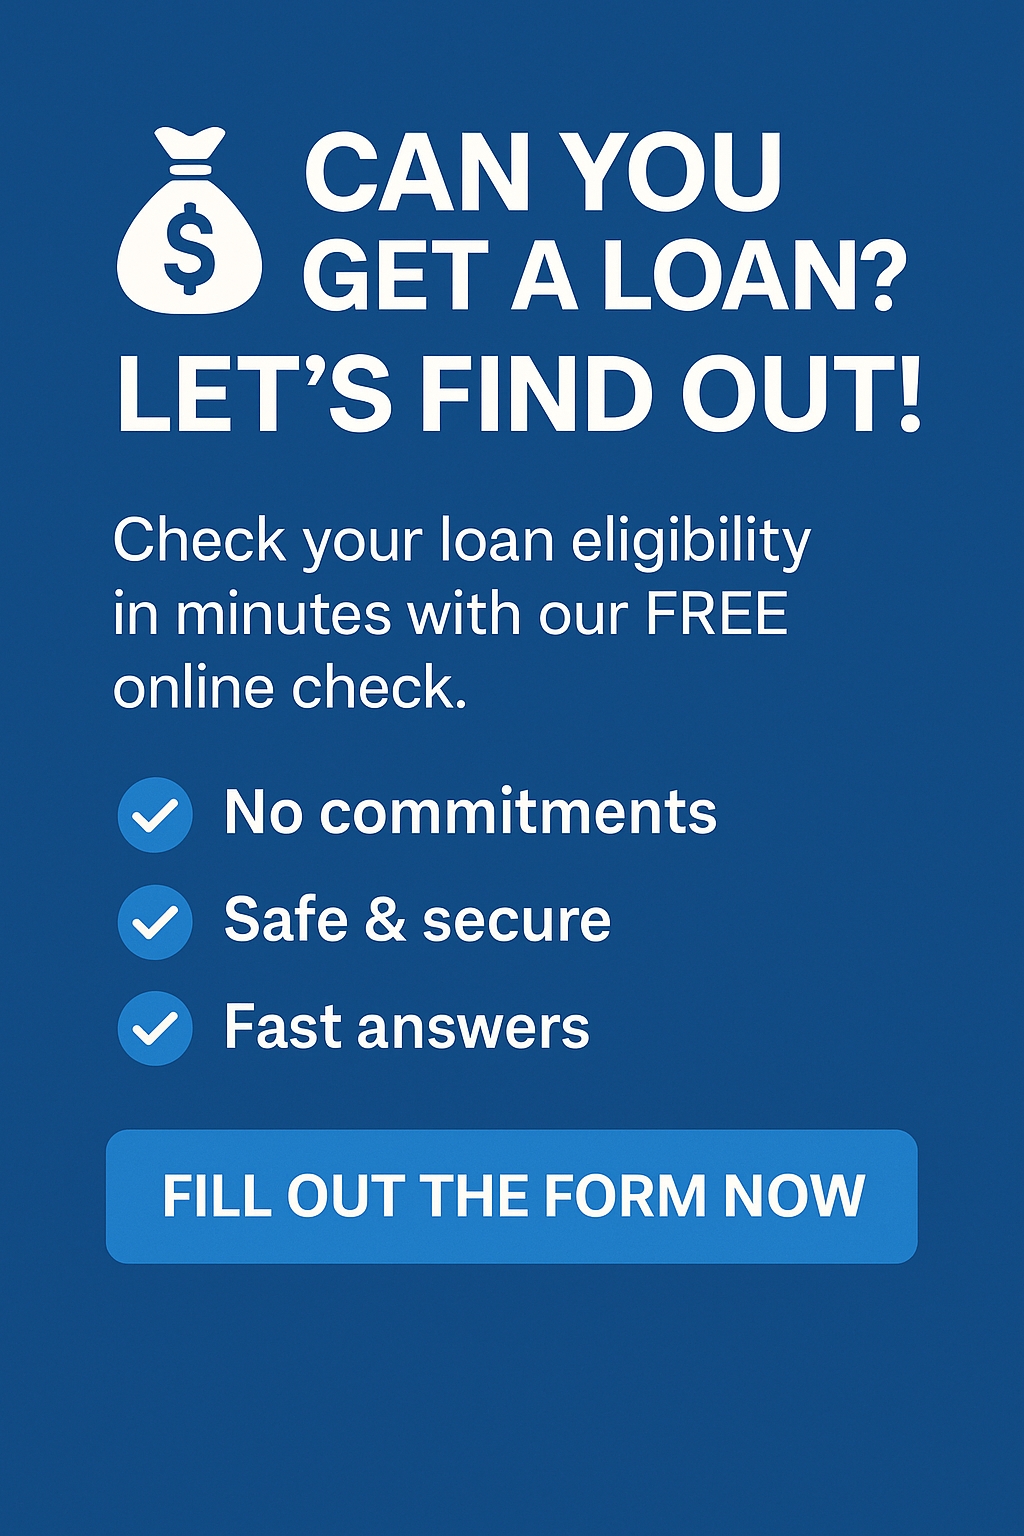 $
CAN YOU
GET A LOAN?
LET’S FIND OUT!
Check your loan eligibility
in minutes with our FREE
online check.
No commitments
Safe & secure
Fast answers
FILL OUT THE FORM NOW